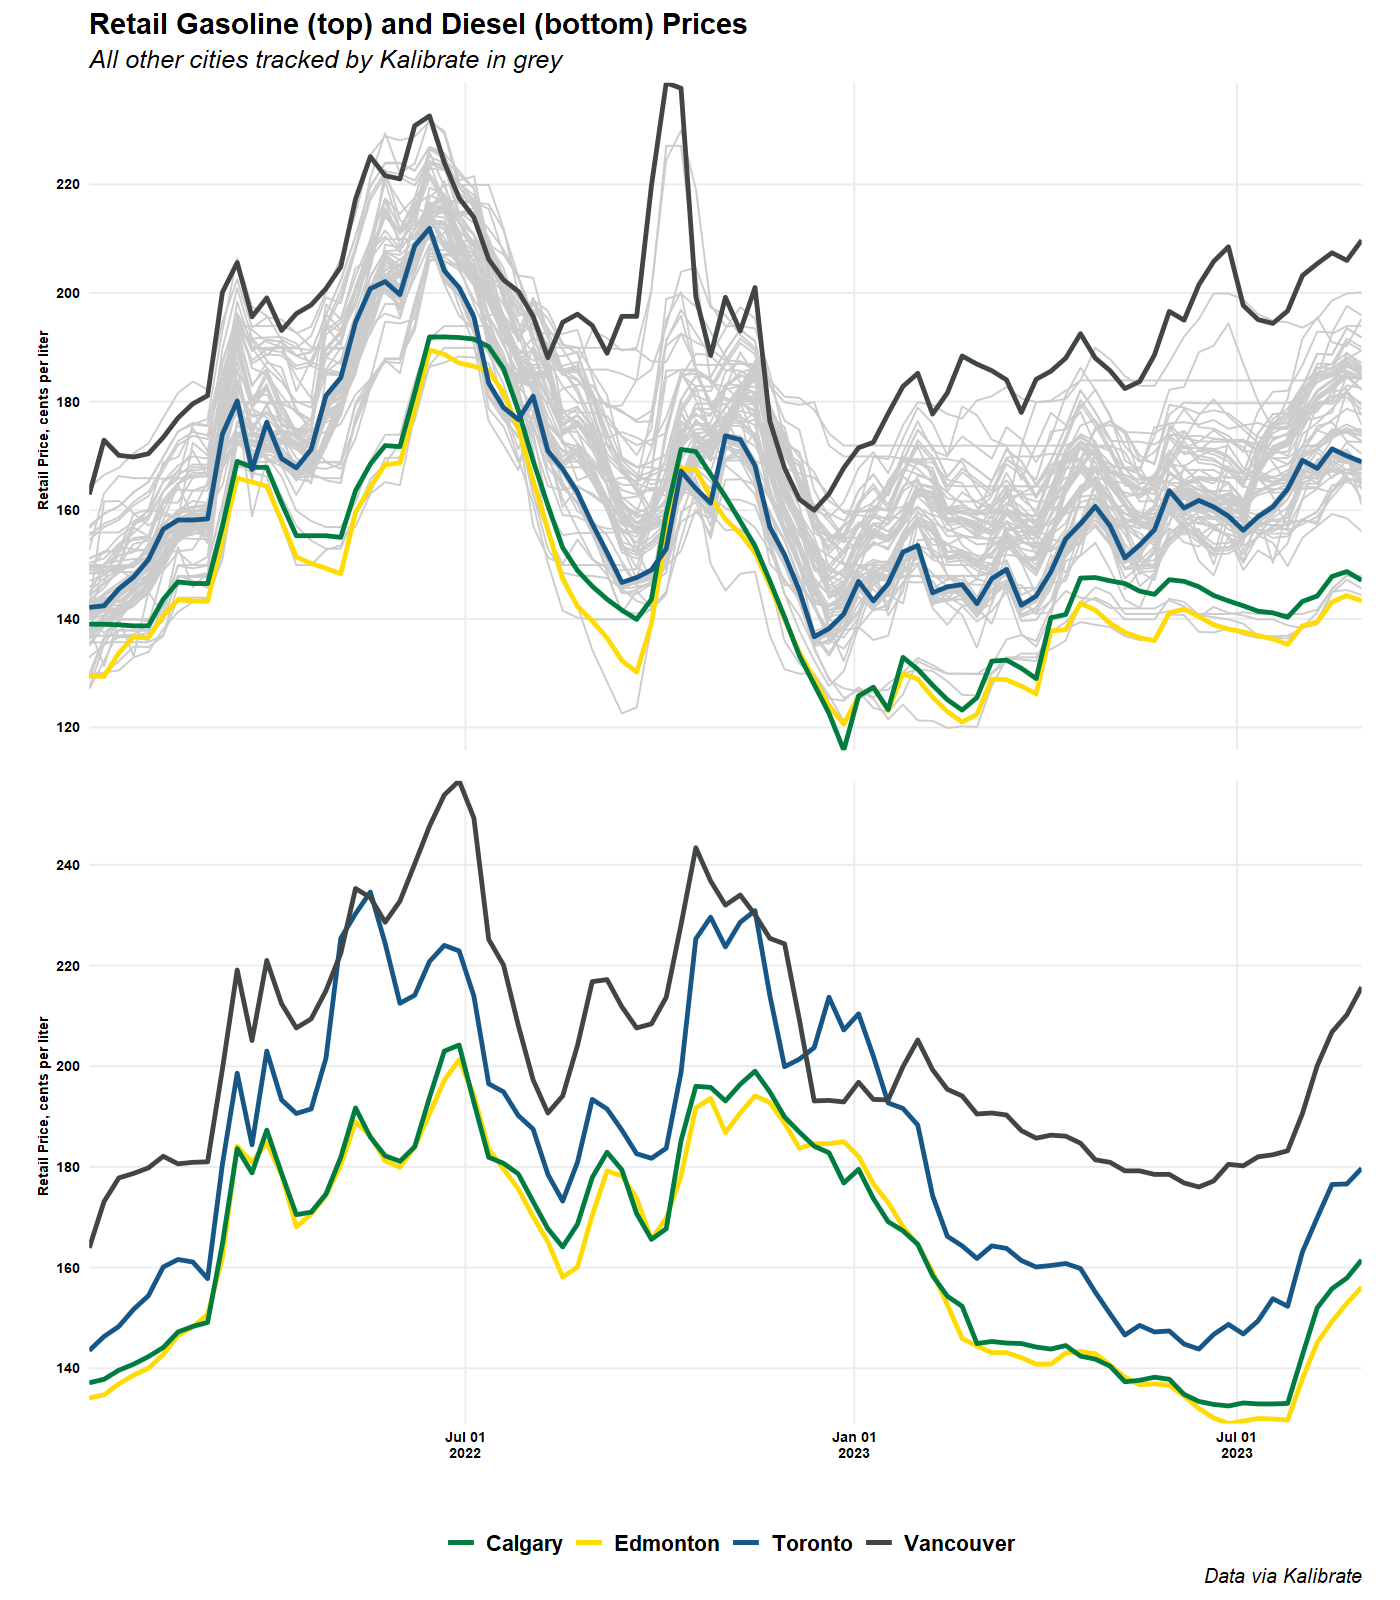 Retail Gasoline (top) and Diesel (bottom) Prices
All other cities tracked by Kalibrate in grey
Retail Price, cents per liter
220
200
180
160
140
120
Retail Price, cents per liter
240
220
200
180
160
140
Jul 01
2022
Jan 01
2023
Jul 01
2023
Calgary
Edmonton
Toronto
Vancouver
Data via Kalibrate